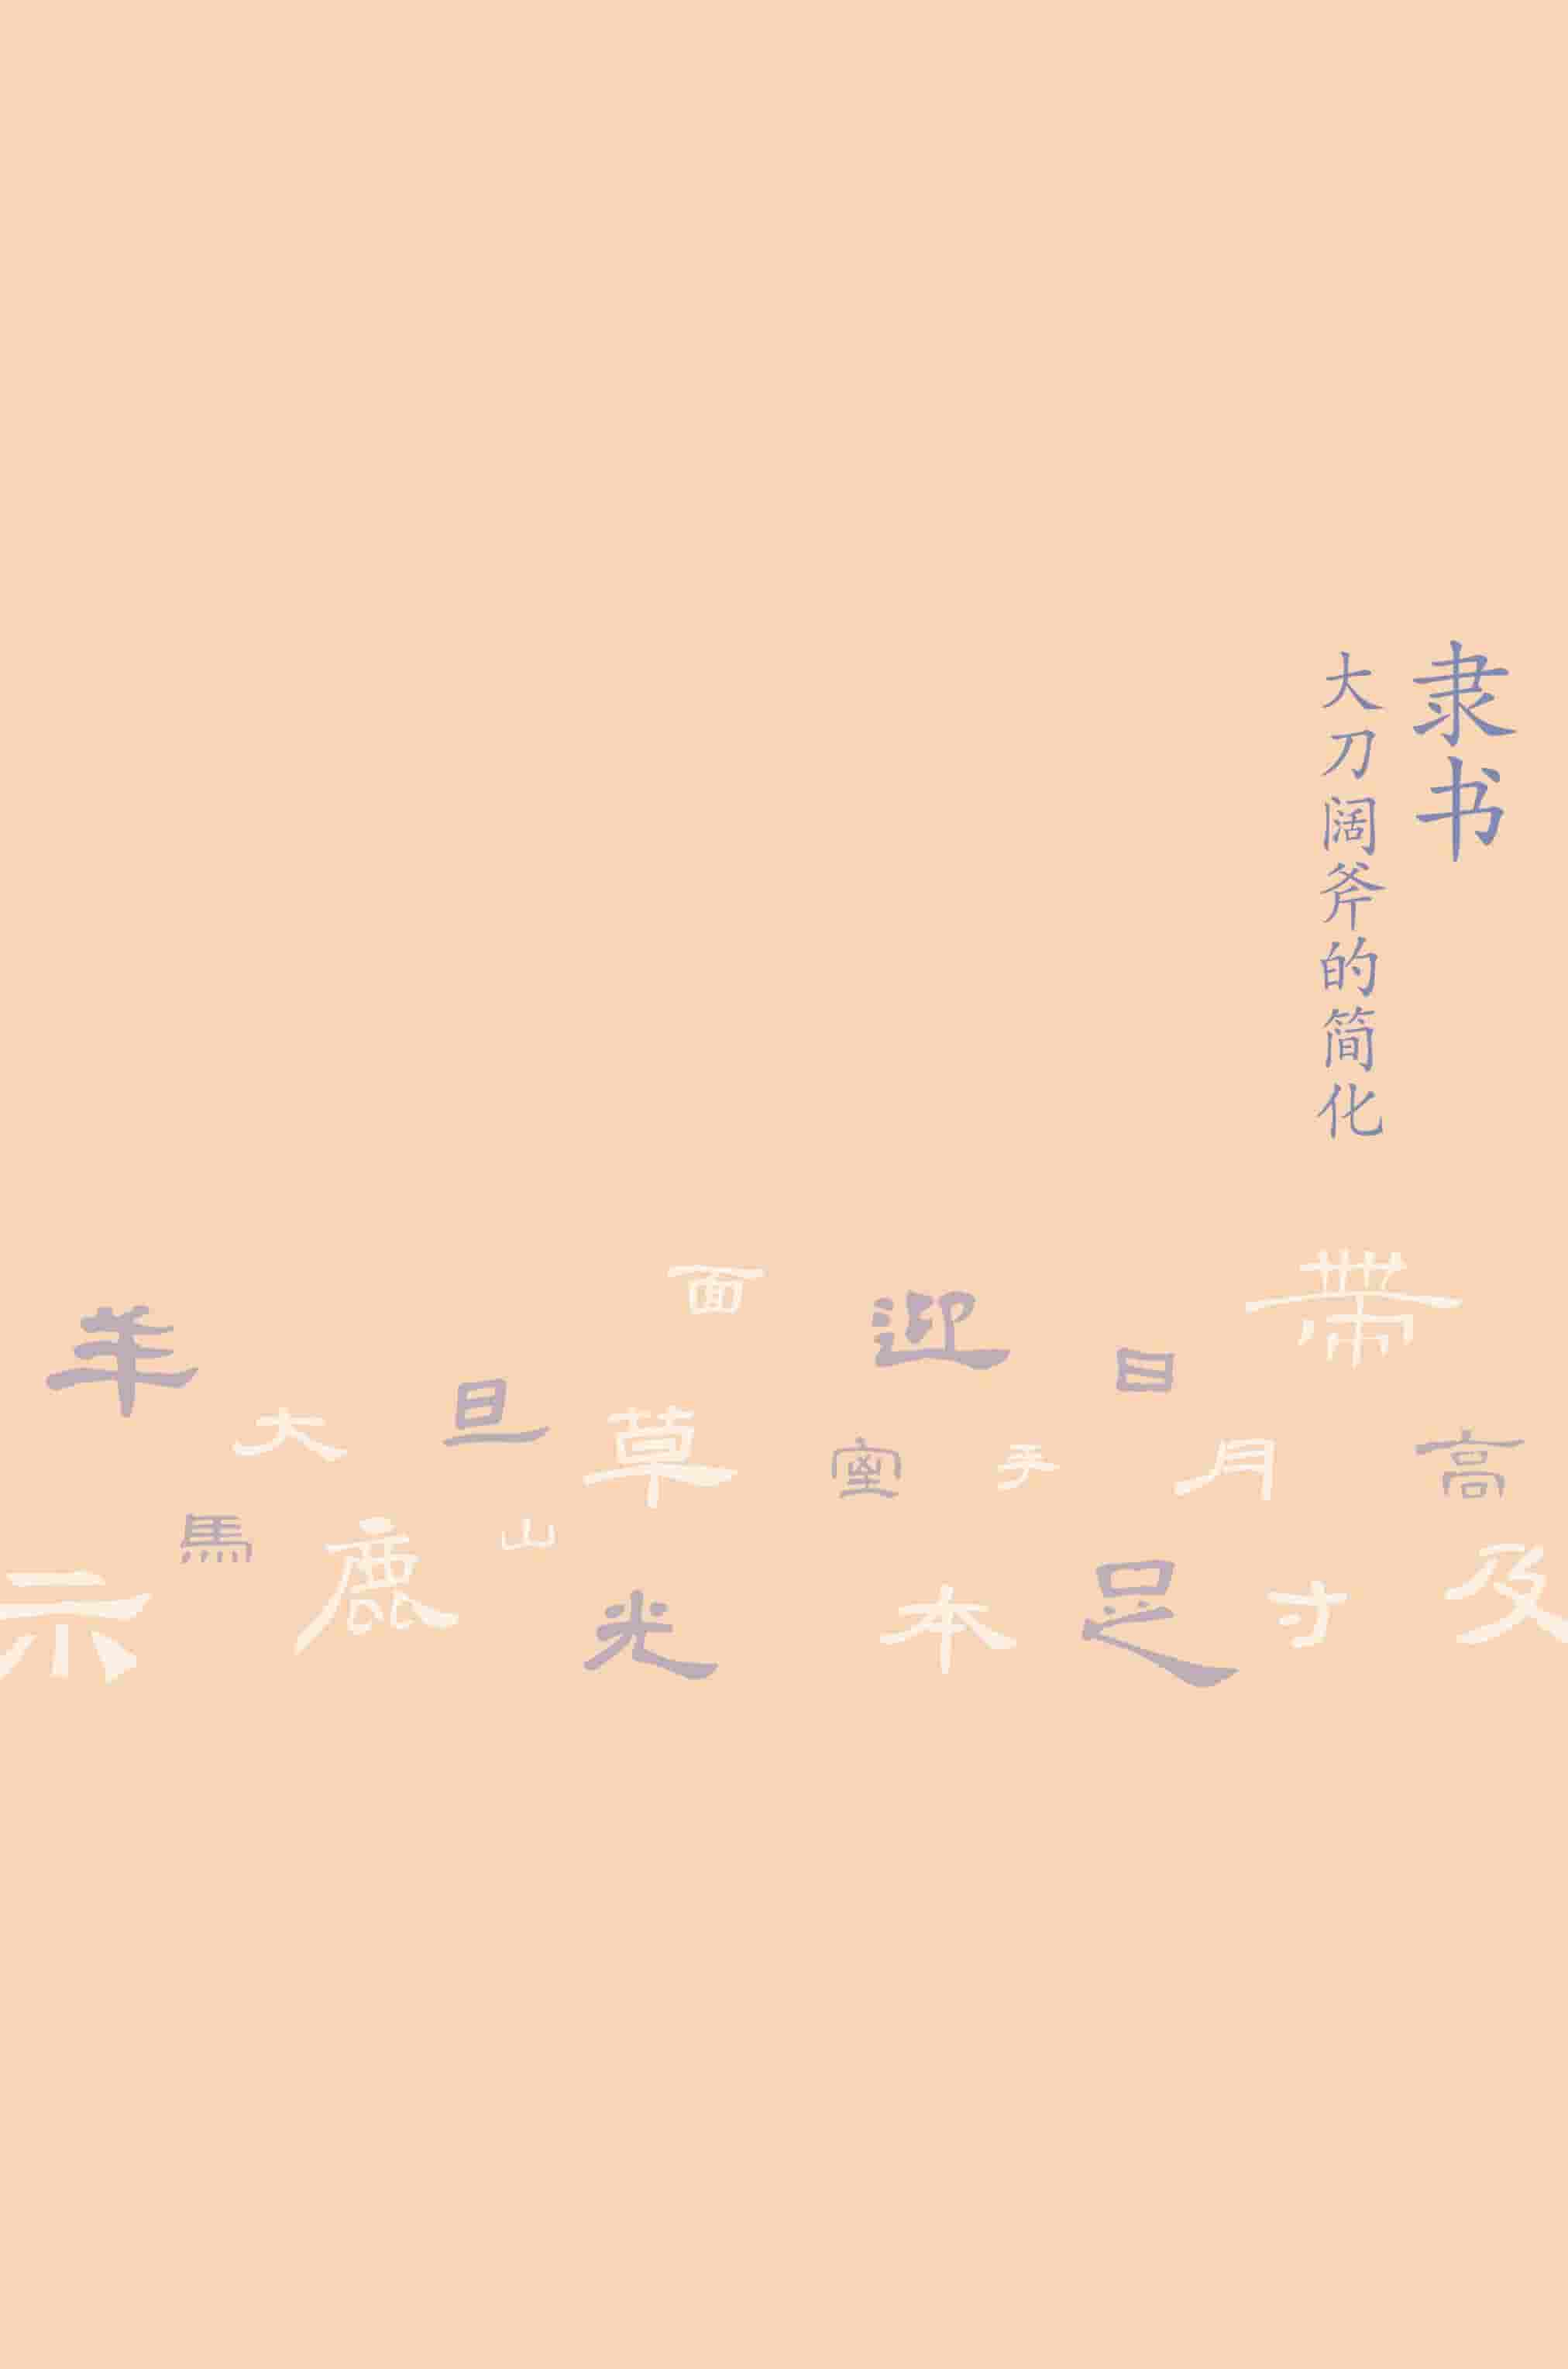 隶书
大刀阔斧的简化
帶
面
迎
日
羊
旦
大
草
手
月
高
馬
鹿
山
示
光
本
足
寸
及